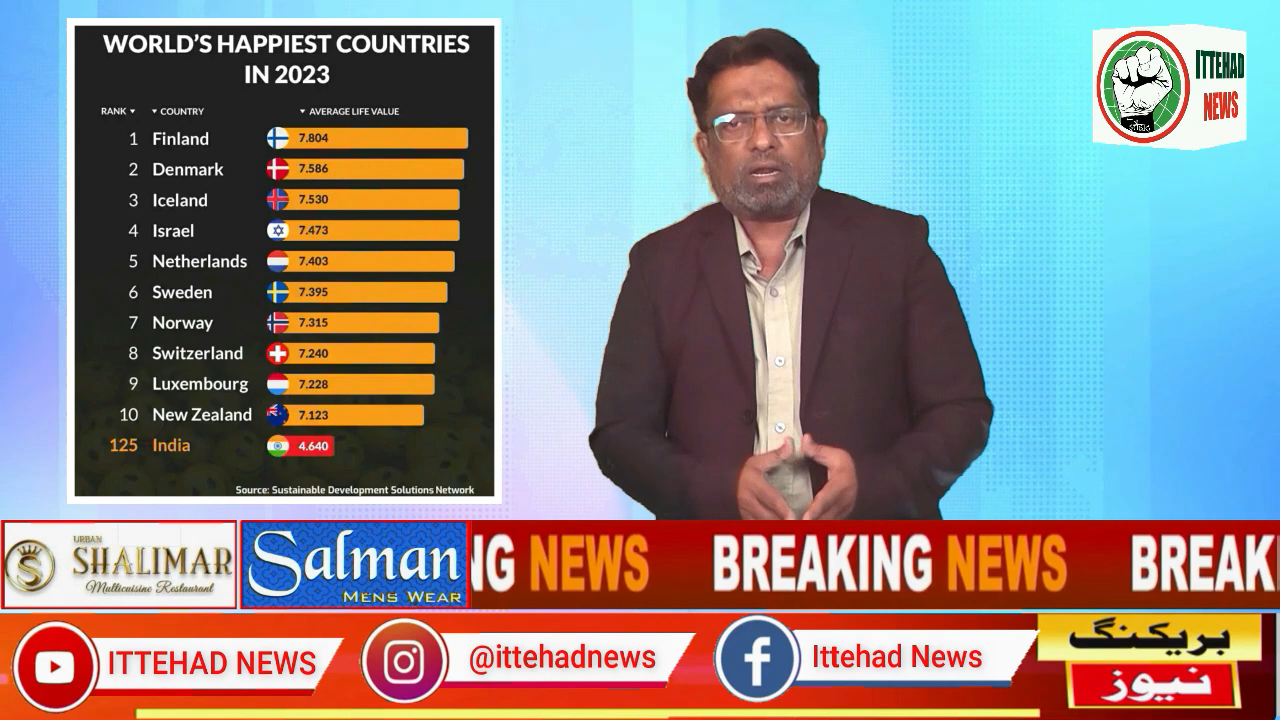 WORLD'S HAPPIEST COUNTRIES
IN 2023
RANK ▾ ▾ COUNTRY ▾ AVERAGE LIFE VALUE
1 Finland 7.804
2 Denmark 7.586
3 Iceland 7.530
4 Israel 7.473
5 Netherlands 7.403
6 Sweden 7.395
7 Norway 7.315
8 Switzerland 7.240
9 Luxembourg 7.228
10 New Zealand 7.123
125 India 4.640
Source: Sustainable Development Solutions Network
ITTEHAD
NEWS
URBAN
SHALIMAR
Multicuisine Restaurant
Salman
MENS WEAR
NG NEWS BREAKING NEWS BREAK
ITTEHAD NEWS
@ittehadnews
Ittehad News
بریکنگ
نیوز